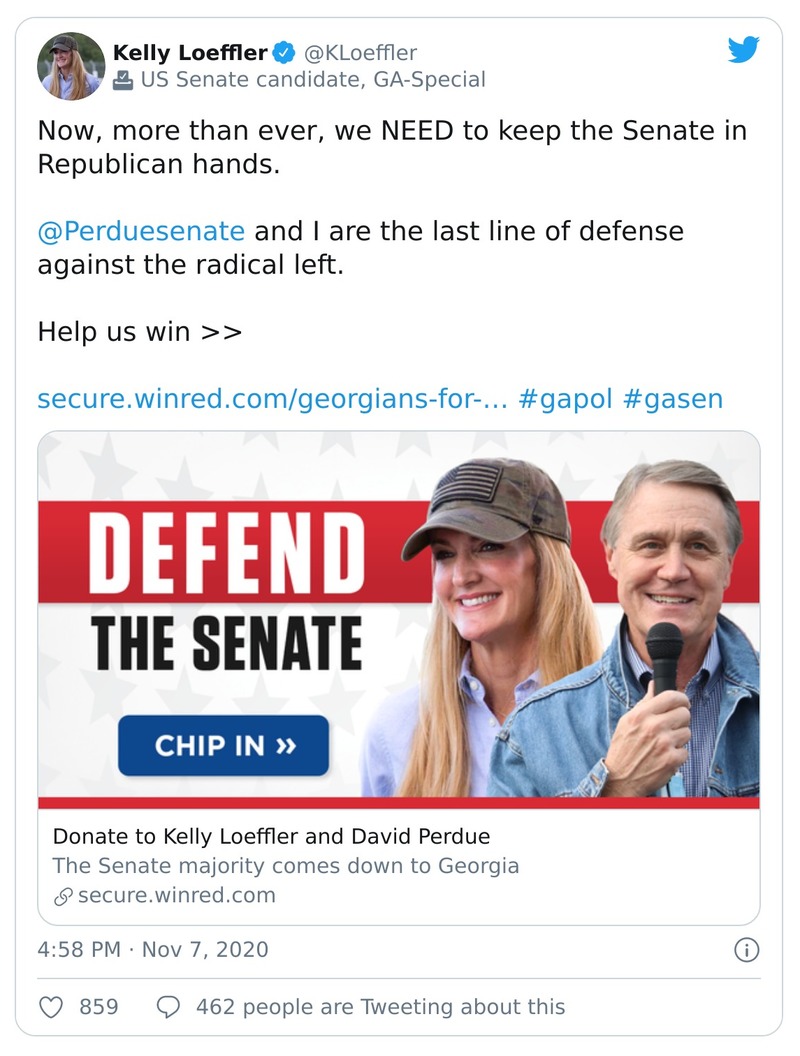 Kelly Loeffler @KLoeffler
US Senate candidate, GA-Special
Now, more than ever, we NEED to keep the Senate in
Republican hands.
@Perduesenate and I are the last line of defense
against the radical left.
Help us win >>
secure.winred.com/georgians-for-… #gapol #gasen
DEFEND
THE SENATE
CHIP IN »
Donate to Kelly Loeffler and David Perdue
The Senate majority comes down to Georgia
secure.winred.com
4:58 PM · Nov 7, 2020
859 462 people are Tweeting about this